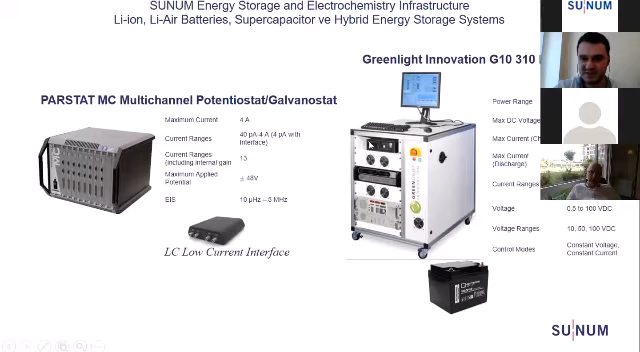 SUNUM Energy Storage and Electrochemistry Infrastructure
Li-ion, Li-Air Batteries, Supercapacitor ve Hybrid Energy Storage Systems
SUNUM
Greenlight Innovation G10 310
PARSTAT MC Multichannel Potentiostat/Galvanostat
Maximum Current 4 A
Current Ranges 40 pA-4 A (4 pA with interface)
Current Ranges (Including internal gain 13
Maximum Applied Potential ± 48V
EIS 10 µHz – 5 MHz
LC Low Current Interface
Power Range
Max DC Voltage
Max Current (Ch
Max Current (Discharge)
Current Ranges
Voltage 0.5 to 100 VDC
Voltage Ranges 10, 50, 100 VDC
Control Modes Constant Voltage, Constant Current
SUNUM